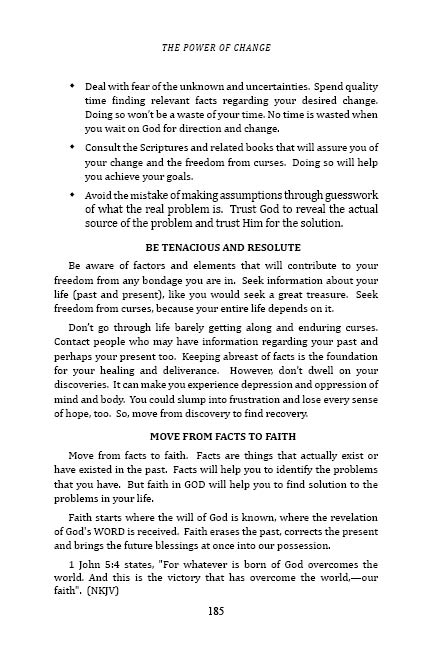 THE POWER OF CHANGE
◆ Deal with fear of the unknown and uncertainties. Spend quality
time finding relevant facts regarding your desired change.
Doing so won't be a waste of your time. No time is wasted when
you wait on God for direction and change.
◆ Consult the Scriptures and related books that will assure you of
your change and the freedom from curses. Doing so will help
you achieve your goals.
◆ Avoid the mistake of making assumptions through guesswork
of what the real problem is. Trust God to reveal the actual
source of the problem and trust Him for the solution.
BE TENACIOUS AND RESOLUTE
Be aware of factors and elements that will contribute to your
freedom from any bondage you are in. Seek information about your
life (past and present), like you would seek a great treasure. Seek
freedom from curses, because your entire life depends on it.
Don't go through life barely getting along and enduring curses.
Contact people who may have information regarding your past and
perhaps your present too. Keeping abreast of facts is the foundation
for your healing and deliverance. However, don't dwell on your
discoveries. It can make you experience depression and oppression of
mind and body. You could slump into frustration and lose every sense
of hope, too. So, move from discovery to find recovery.
MOVE FROM FACTS TO FAITH
Move from facts to faith. Facts are things that actually exist or
have existed in the past. Facts will help you to identify the problems
that you have. But faith in GOD will help you to find solution to the
problems in your life.
Faith starts where the will of God is known, where the revelation
of God's WORD is received. Faith erases the past, corrects the present
and brings the future blessings at once into our possession.
1 John 5:4 states, "For whatever is born of God overcomes the
world. And this is the victory that has overcome the world,—our
faith". (NKJV)
185